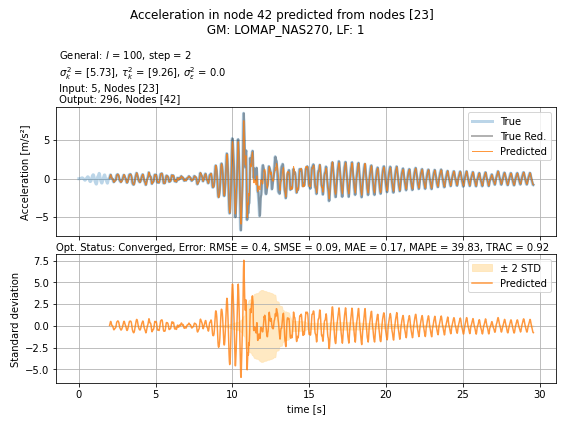 Acceleration in node 42 predicted from nodes [23]
GM: LOMAP_NAS270, LF: 1
General: l = 100, step = 2
σ²ₖ = [5.73], τ²ₖ = [9.26], σ²ε = 0.0
Input: 5, Nodes [23]
Output: 296, Nodes [42]
True
True Red.
Predicted
Acceleration [m/s²]
5
0
−5
Opt. Status: Converged, Error: RMSE = 0.4, SMSE = 0.09, MAE = 0.17, MAPE = 39.83, TRAC = 0.92
± 2 STD
Predicted
Standard deviation
7.5
5.0
2.5
0.0
−2.5
−5.0
0 5 10 15 20 25 30
time [s]